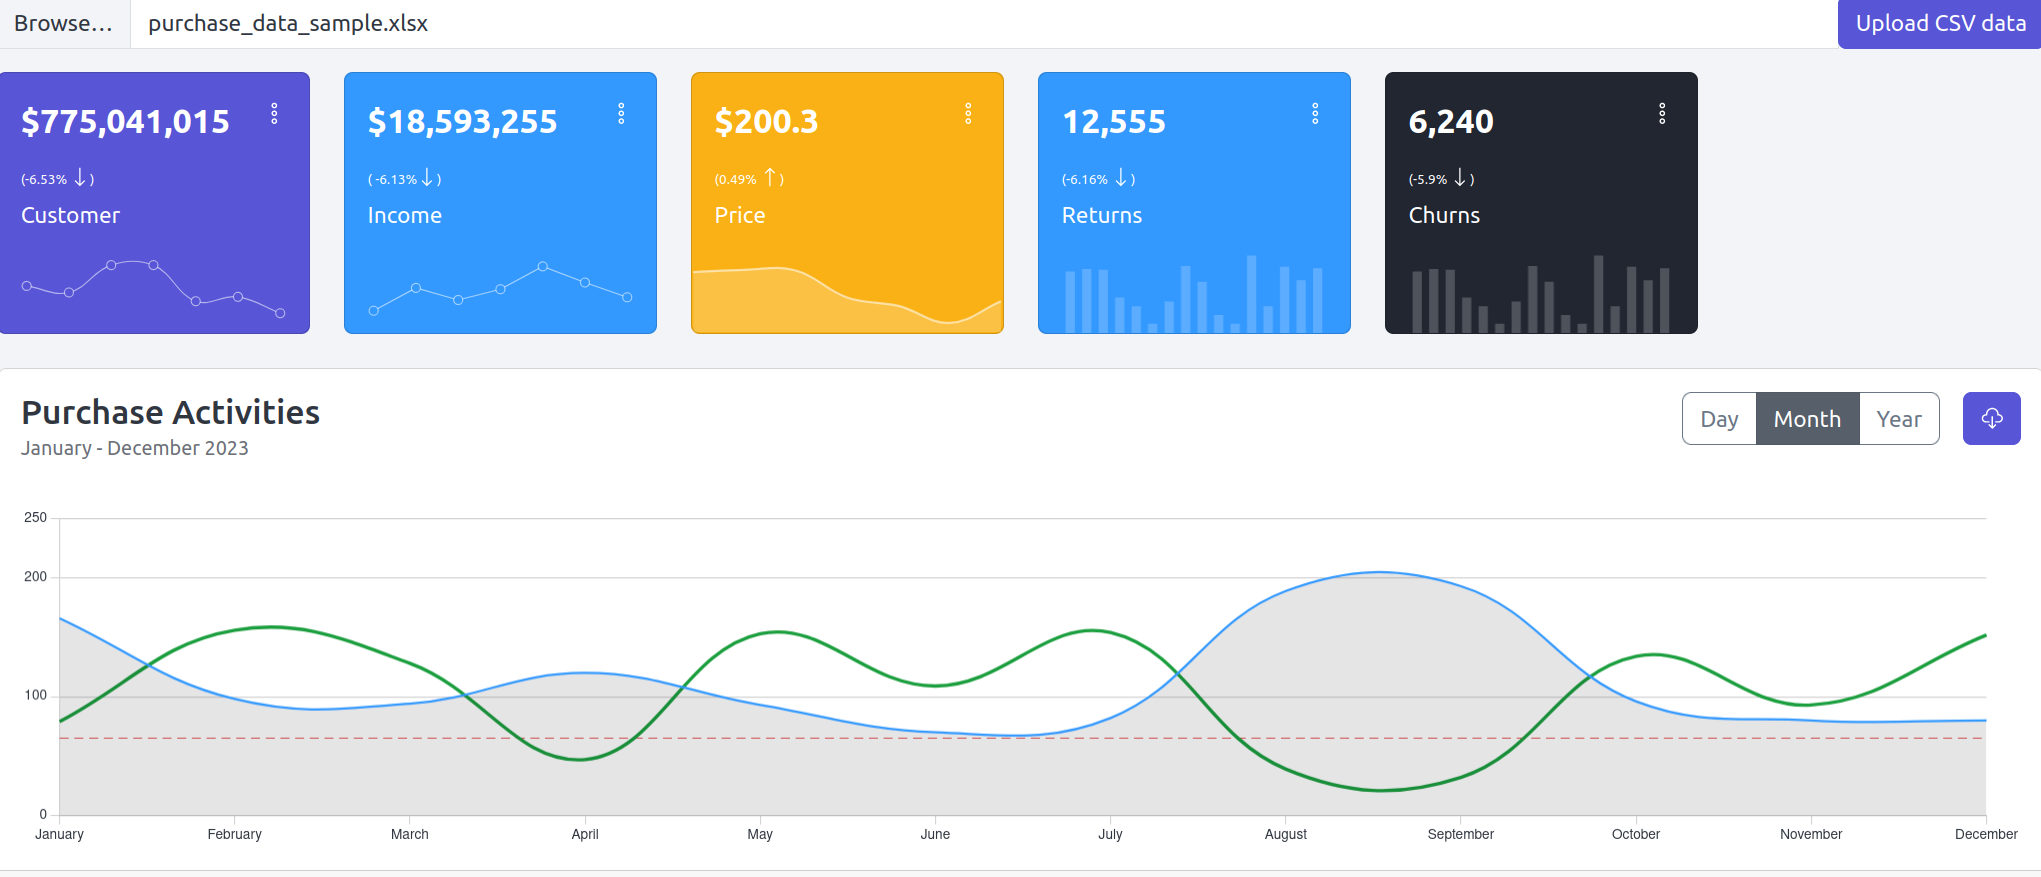 Browse... purchase_data_sample.xlsx Upload CSV data
$775,041,015
(-6.53% ↓ )
Customer
$18,593,255
( -6.13% ↓ )
Income
$200.3
(0.49% ↑ )
Price
12,555
(-6.16% ↓ )
Returns
6,240
(-5.9% ↓ )
Churns
Purchase Activities
January - December 2023
Day Month Year
250
200
100
0
January February March April May June July August September October November December